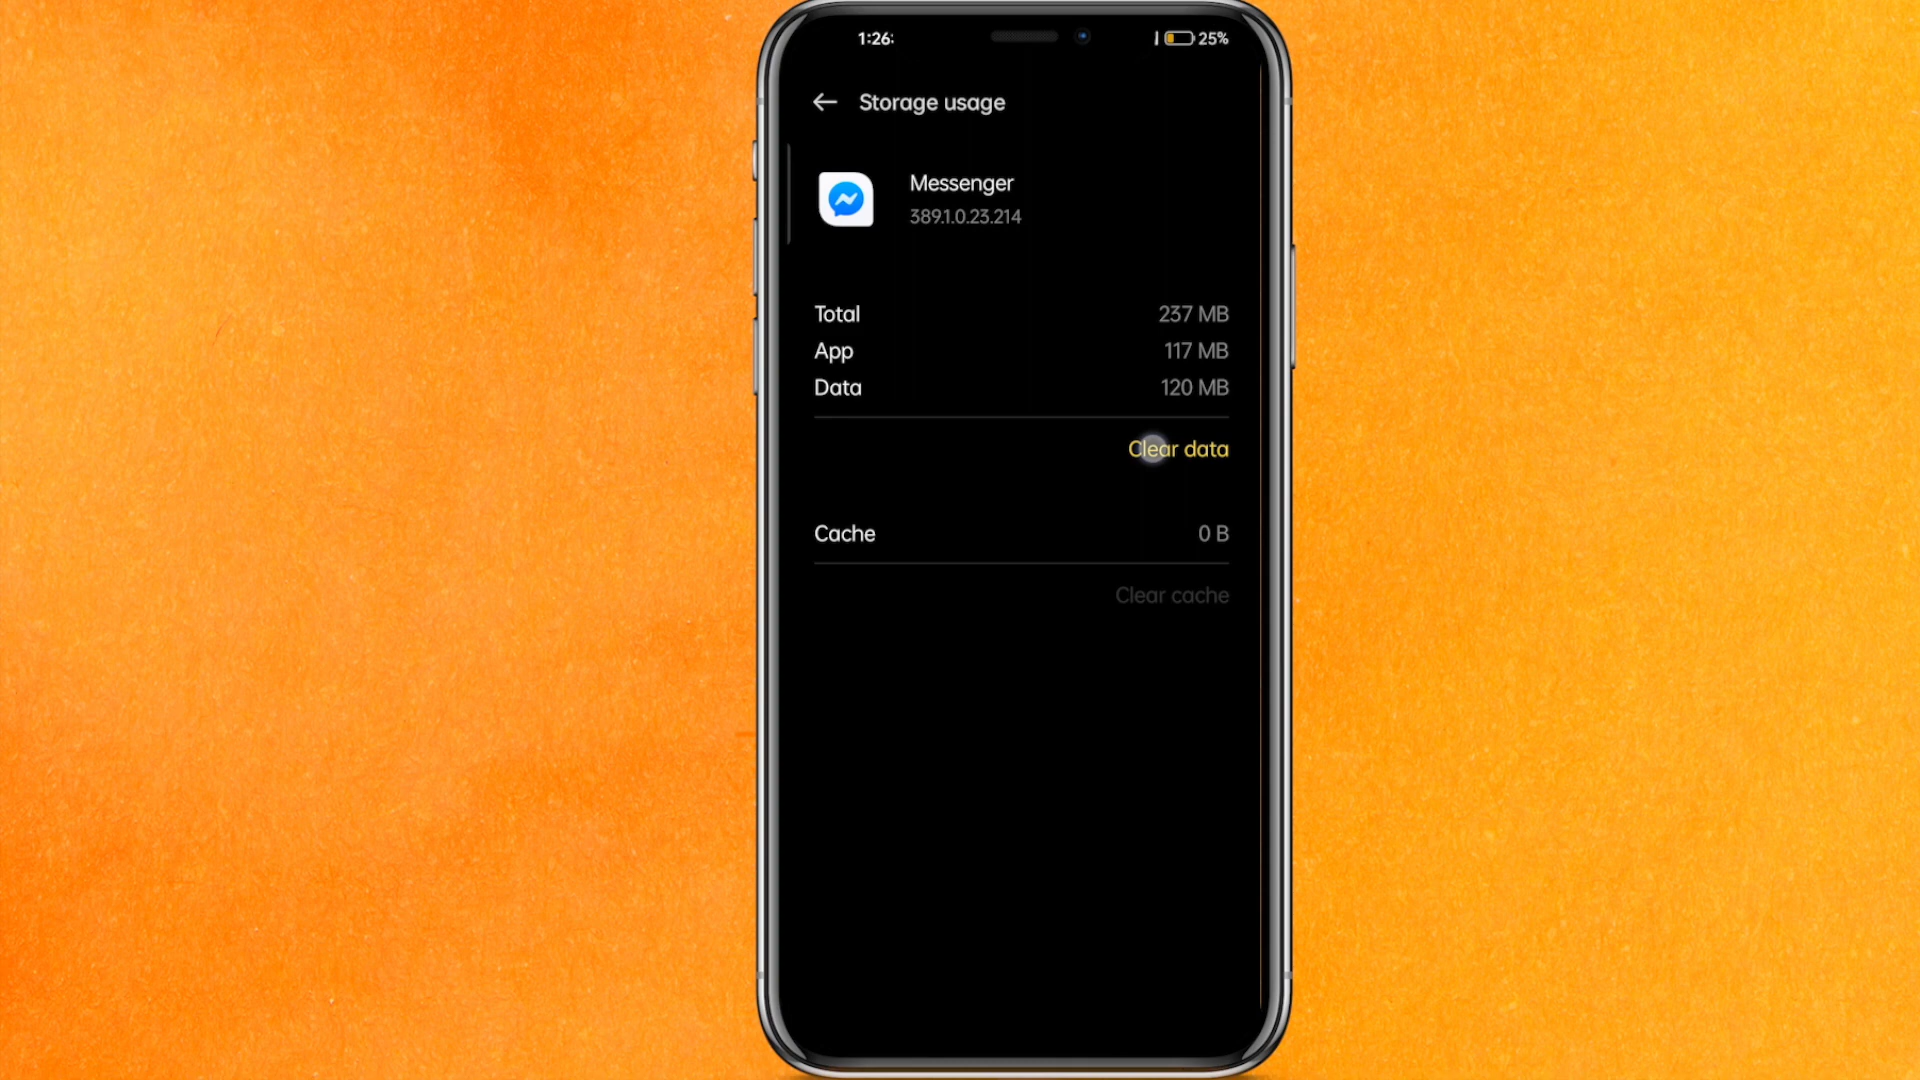 1:26:
25%
Storage usage
Messenger
389.1.0.23.214
Total 237 MB
App 117 MB
Data 120 MB
Clear data
Cache 0 B
Clear cache